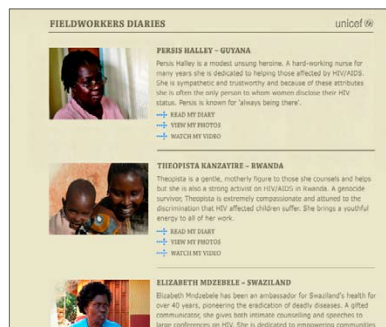 FIELDWORKERS DIARIES
unicef
PERSIS HALLEY – GUYANA
Persis Halley is a modest unsung heroine. A hard-working nurse for
many years she is dedicated to helping those affected by HIV/AIDS.
She is sympathetic and trustworthy and because of these attributes
she is often the only person to whom women disclose their HIV
status. Persis is known for 'always being there'.
READ MY DIARY
VIEW MY PHOTOS
WATCH MY VIDEO
THEOPISTA KANZAYIRE – RWANDA
Theopista is a gentle, motherly figure to those she counsels and helps
but she is also a strong activist on HIV/AIDS in Rwanda. A genocide
survivor, Theopista is extremely compassionate and attuned to the
discrimination that HIV affected children suffer. She brings a youthful
energy to all of her work.
READ MY DIARY
VIEW MY PHOTOS
WATCH MY VIDEO
ELIZABETH MDZEBELE – SWAZILAND
Elizabeth Mndzebele has been an ambassador for Swaziland's health for
over 40 years, pioneering the eradication of deadly diseases. A gifted
communicator, she gives both intimate counselling and speeches to
large conferences on HIV. She is dedicated to empowering communities